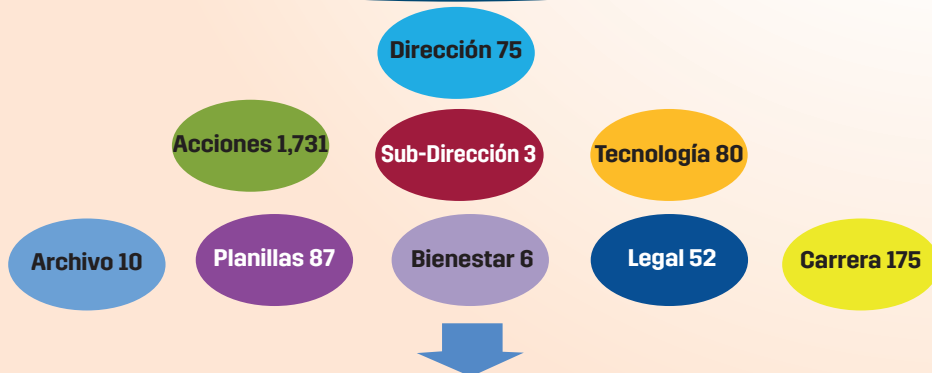 Dirección 75
Acciones 1,731
Sub-Dirección 3
Tecnología 80
Archivo 10
Planillas 87
Bienestar 6
Legal 52
Carrera 175